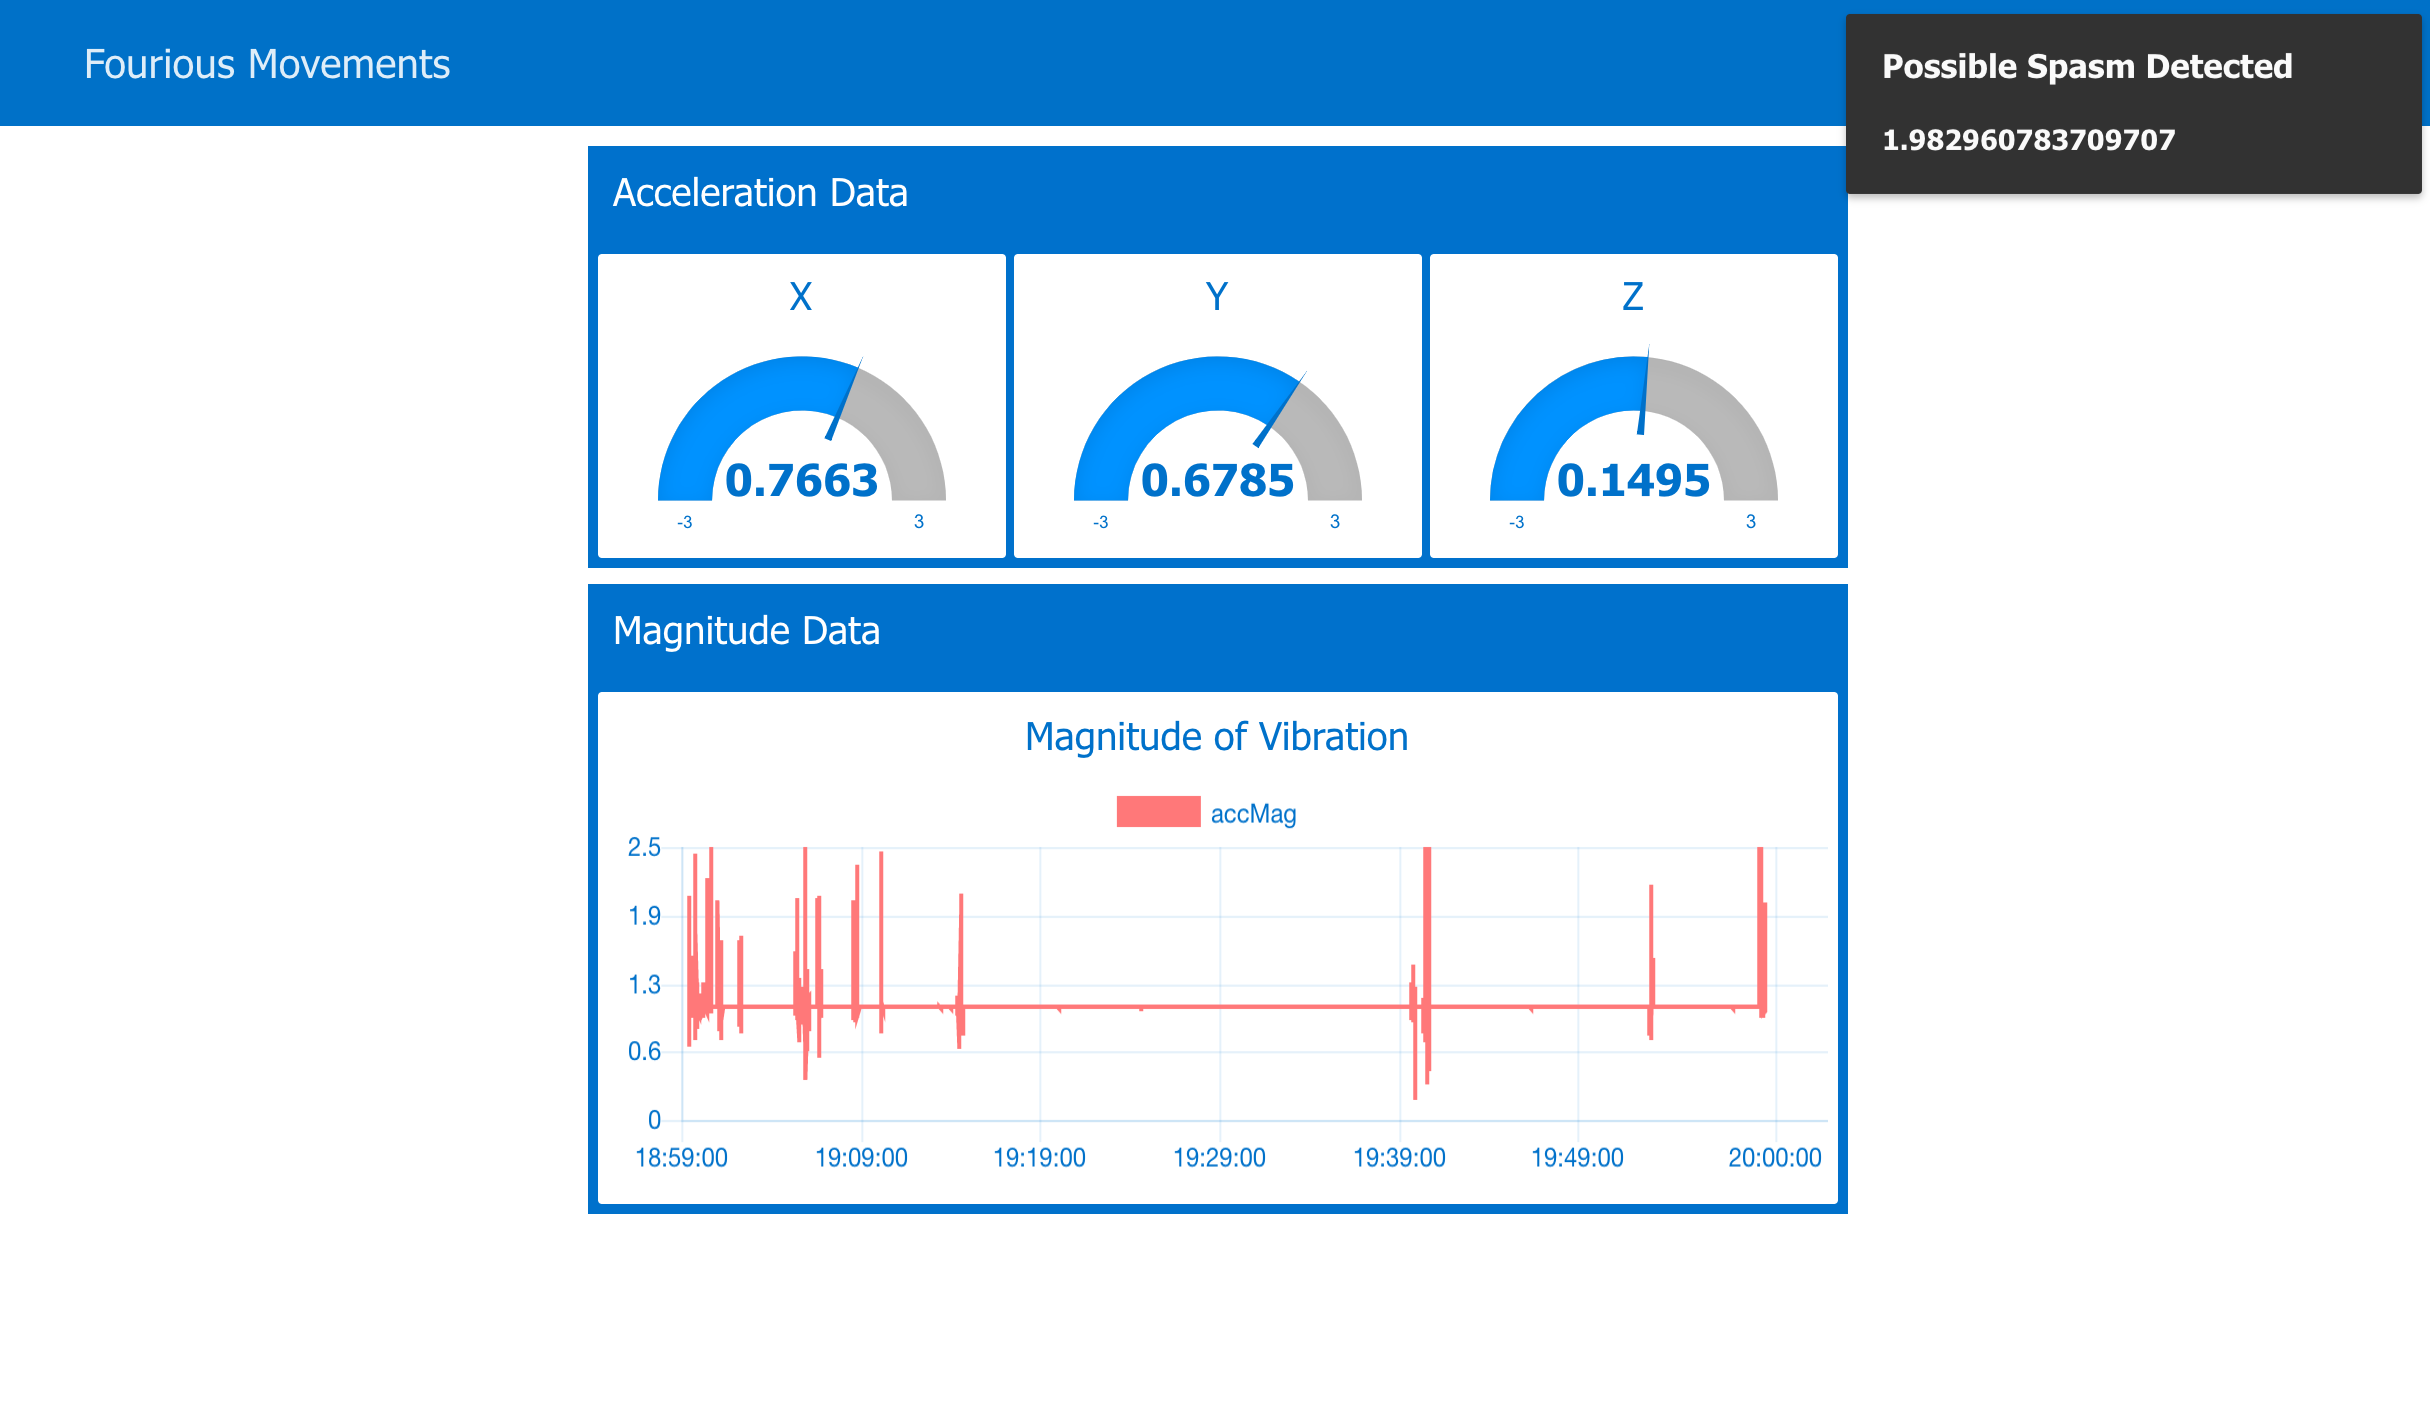 Fourious Movements
Possible Spasm Detected
1.982960783709707
Acceleration Data
X
Y
Z
0.7663
0.6785
0.1495
-3
3
-3
3
-3
3
Magnitude Data
Magnitude of Vibration
accMag
2.5
1.9
1.3
0.6
0
18:59:00
19:09:00
19:19:00
19:29:00
19:39:00
19:49:00
20:00:00